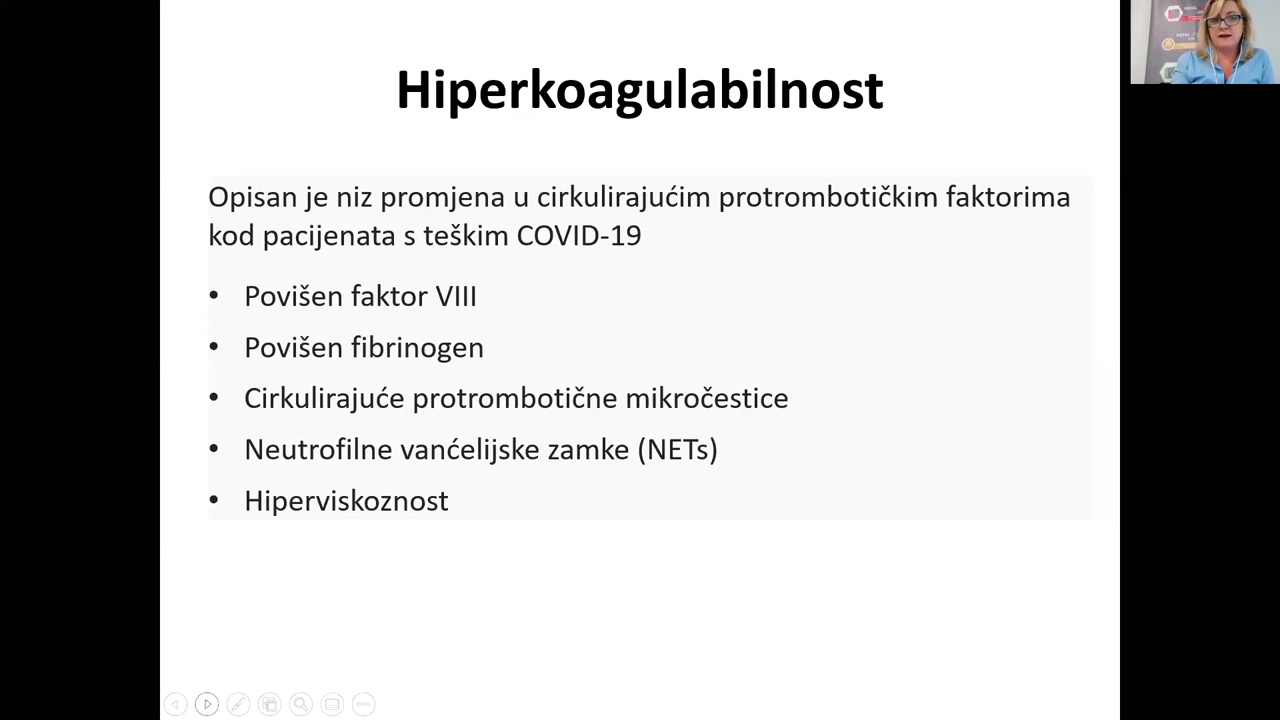 Hiperkoagulabilnost
Opisan je niz promjena u cirkulirajućim protrombotičkim faktorima
kod pacijenata s teškim COVID-19
• Povišen faktor VIII
• Povišen fibrinogen
• Cirkulirajuće protrombotične mikročestice
• Neutrofilne vanćelijske zamke (NETs)
• Hiperviskoznost